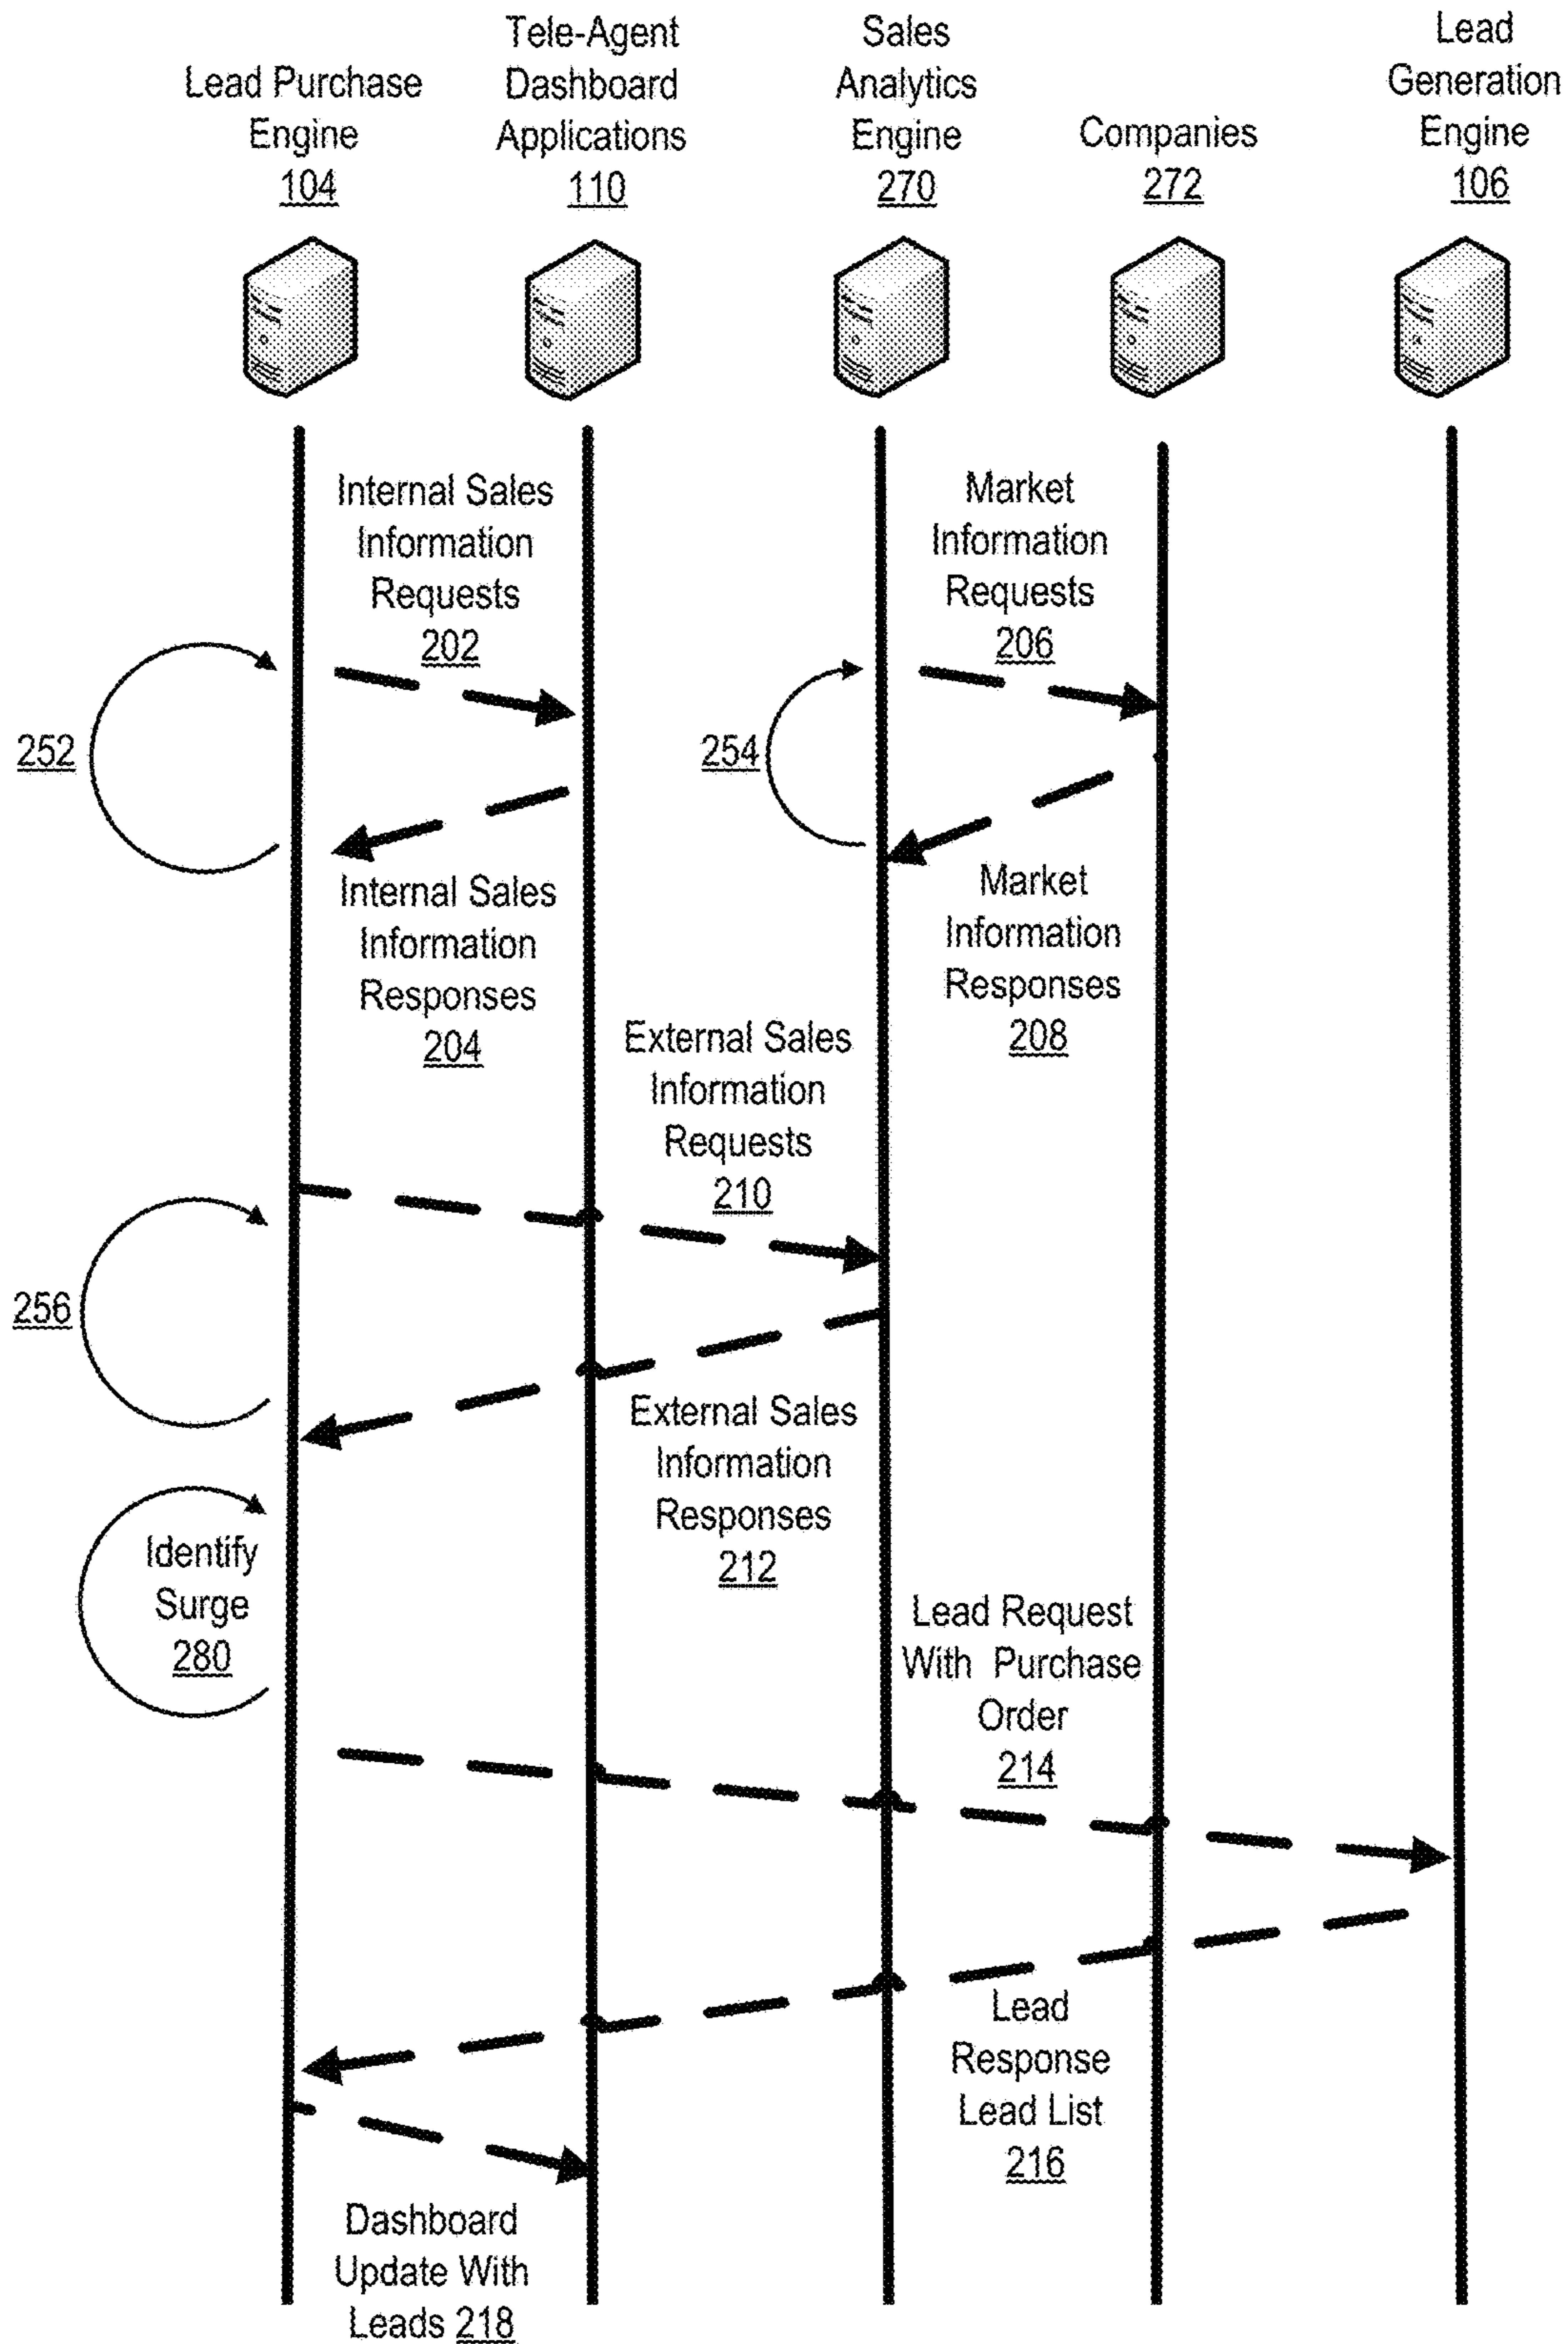 Lead Purchase
Engine
104
Tele-Agent
Dashboard
Applications
110
Sales
Analytics
Engine
270
Companies
272
Lead
Generation
Engine
106
Internal Sales
Information
Requests
202
Market
Information
Requests
206
252
254
Internal Sales
Information
Responses
204
Market
Information
Responses
208
External Sales
Information
Requests
210
256
External Sales
Information
Responses
212
Identify
Surge
280
Lead Request
With Purchase
Order
214
Lead
Response
Lead List
216
Dashboard
Update With
Leads 218